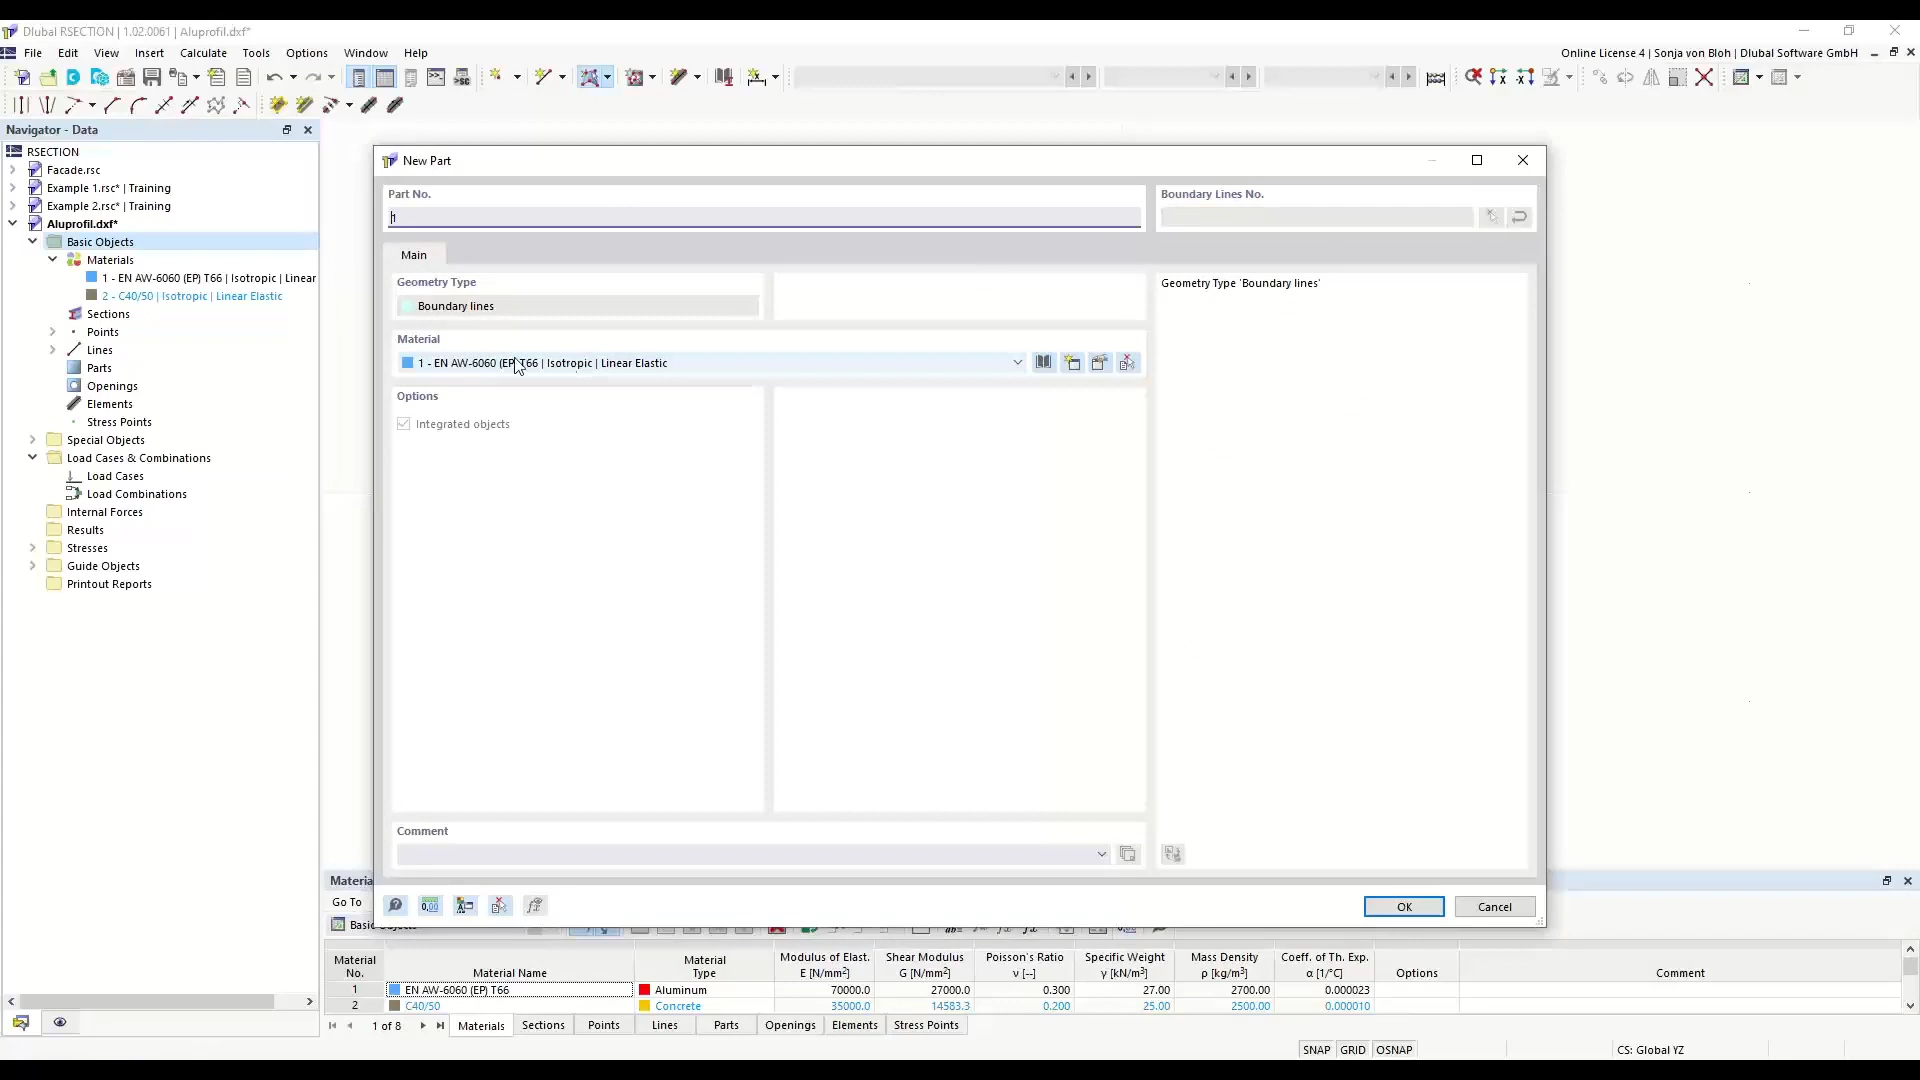 Dlubal RSECTION | 1.02.0061 | Aluprofil.dxf*
File Edit View Insert Calculate Tools Options Window Help
Online License 4 | Sonja von Bloh | Dlubal Software GmbH
Navigator - Data
RSECTION
Facade.rsc
Example 1.rsc* | Training
Example 2.rsc* | Training
Aluprofil.dxf*
Basic Objects
Materials
1 - EN AW-6060 (EP) T66 | Isotropic | Linear
2 - C40/50 | Isotropic | Linear Elastic
Sections
Points
Lines
Parts
Openings
Elements
Stress Points
Special Objects
Load Cases & Combinations
Load Cases
Load Combinations
Internal Forces
Results
Stresses
Guide Objects
Printout Reports
New Part
Part No.
1
Boundary Lines No.
Main
Geometry Type
Boundary lines
Geometry Type 'Boundary lines'
Material
1 - EN AW-6060 (EP) T66 | Isotropic | Linear Elastic
Options
Integrated objects
Comment
OK Cancel
Materia
Go To
Basic
Material No. Material Name Material Type Modulus of Elast. E [N/mm²] Shear Modulus G [N/mm²] Poisson's Ratio ν [--] Specific Weight γ [kN/m³] Mass Density ρ [kg/m³] Coeff. of Th. Exp. α [1/°C] Options Comment
1 EN AW-6060 (EP) T66 Aluminum 70000.0 27000.0 0.300 27.00 2700.00 0.000023
2 C40/50 Concrete 35000.0 14583.3 0.200 25.00 2500.00 0.000010
1 of 8 Materials Sections Points Lines Parts Openings Elements Stress Points
SNAP GRID OSNAP CS: Global YZ